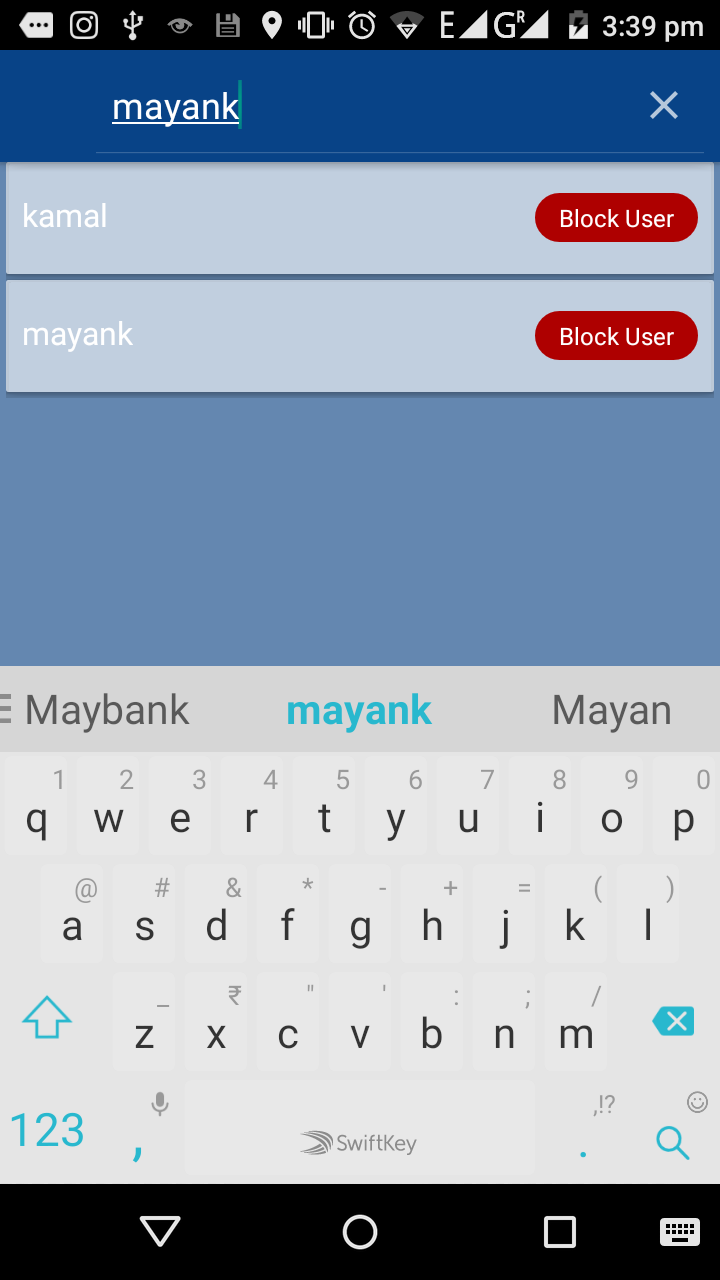 E GR 3:39 pm
mayank
kamal Block User
mayank Block User
Maybank mayank Mayan
1 2 3 4 5 6 7 8 9 0
q w e r t y u i o p
@ # & * - + = ( )
a s d f g h j k l
_ ₹ " ' : ; /
z x c v b n m
,!?
123 , SwiftKey .